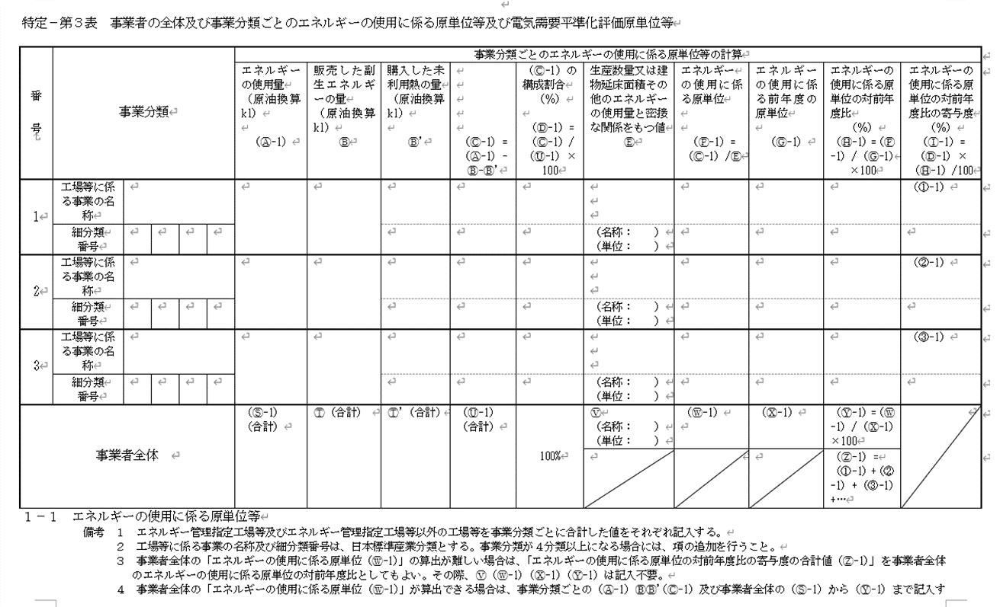 特定－第３表　事業者の全体及び事業分類ごとのエネルギーの使用に係る原単位等及び電気需要平準化評価原単位等
番
号
事業分類
事業分類ごとのエネルギーの使用に係る原単位等の計算
エネルギー
の使用量
（原油換算
kl）
（Ⓐ-1）
販売した副
生エネルギ
ーの量
（原油換算
kl）
Ⓑ
購入した未
利用熱の量
（原油換算
kl）
Ⓑ’
（Ⓒ-1）＝
（Ⓐ-1）－
Ⓑ-Ⓑ’
（Ⓒ-1）の
構成割合
（%）
（Ⓓ-1）＝
（Ⓒ-1）／
（Ⓤ-1）×
100
生産数量又は建
物延床面積その
他のエネルギー
の使用量と密接
な関係をもつ値
Ⓔ
エネルギー
の使用に係
る原単位
（Ⓕ-1）＝
（Ⓒ-1）/Ⓔ
エネルギー
の使用に係
る前年度の
原単位
（Ⓖ-1）
エネルギーの
使用に係る原
単位の対前年
度比
（%）
（Ⓗ-1）＝（Ⓕ
-1）/（Ⓖ-1）
×100
エネルギーの
使用に係る原
単位の対前年
度比の寄与度
（%）
（Ⓘ-1）＝
（Ⓓ-1）×
（Ⓗ-1）/100
1
工場等に係
る事業の名
称
（①-1）
細分類
番号
（名称：　　）
（単位：　　）
2
工場等に係
る事業の名
称
（②-1）
細分類
番号
（名称：　　）
（単位：　　）
3
工場等に係
る事業の名
称
（③-1）
細分類
番号
（名称：　　）
（単位：　　）
事業者全体
（Ⓢ-1）
（合計）
Ⓣ（合計）
Ⓣ’（合計）
（Ⓤ-1）
（合計）
100%
Ⓥ
（名称：　　）
（単位：　　）
（Ⓦ-1）
（Ⓧ-1）
（Ⓨ-1）＝（Ⓦ
-1）/（Ⓧ-1）
×100
（Ⓩ-1）＝
（①-1）+（②
-1）+（③-1）
+…
１－１　エネルギーの使用に係る原単位等
備考　１　エネルギー管理指定工場等及びエネルギー管理指定工場等以外の工場等を事業分類ごとに合計した値をそれぞれ記入する。
２　工場等に係る事業の名称及び細分類番号は、日本標準産業分類とする。事業分類が４分類以上になる場合には、項の追加を行うこと。
３　事業者全体の「エネルギーの使用に係る原単位（Ⓦ-1）」の算出が難しい場合は、「エネルギーの使用に係る原単位の対前年度比の寄与度の合計値（Ⓩ-1）」を事業者全体
のエネルギーの使用に係る原単位の対前年度比としてもよい。その際、Ⓥ（Ⓦ-1）（Ⓧ-1）（Ⓨ-1）は記入不要。
４　事業者全体の「エネルギーの使用に係る原単位（Ⓦ-1）」が算出できる場合は、事業分類ごとの（Ⓐ-1）ⒷⒷ’（Ⓒ-1）及び事業者全体の（Ⓢ-1）から（Ⓨ-1）まで記入す